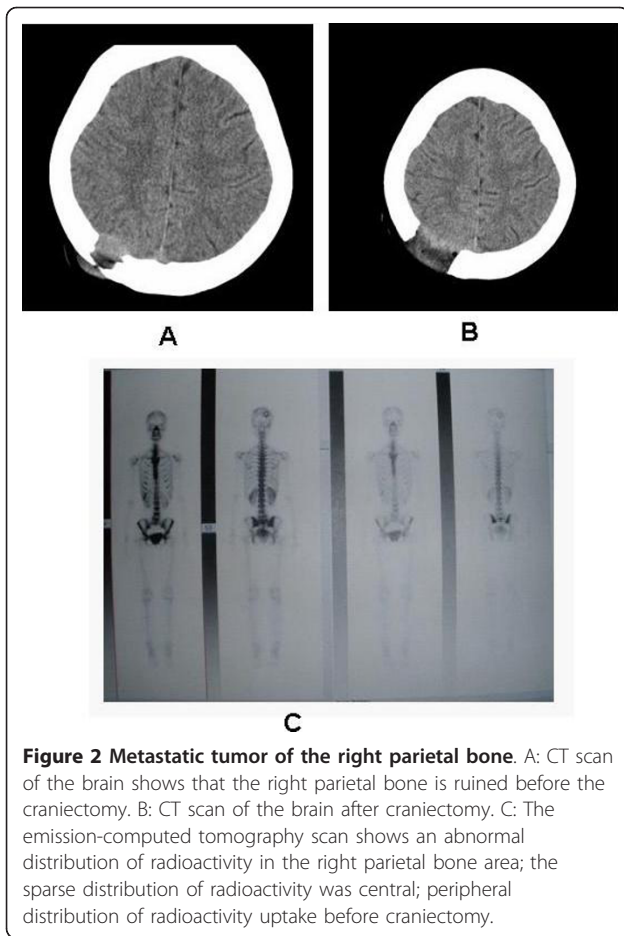 A
B
C
Figure 2 Metastatic tumor of the right parietal bone. A: CT scan
of the brain shows that the right parietal bone is ruined before the
craniectomy. B: CT scan of the brain after craniectomy. C: The
emission-computed tomography scan shows an abnormal
distribution of radioactivity in the right parietal bone area; the
sparse distribution of radioactivity was central; peripheral
distribution of radioactivity uptake before craniectomy.